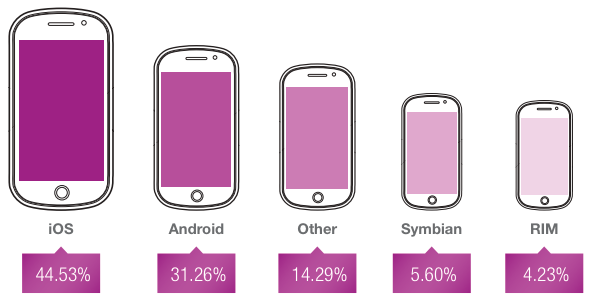 iOS Android Other Symbian RIM
44.53% 31.26% 14.29% 5.60% 4.23%